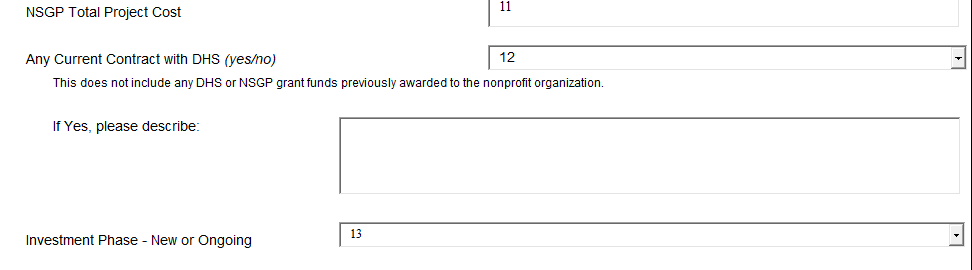 NSGP Total Project Cost 11
Any Current Contract with DHS (yes/no) 12
This does not include any DHS or NSGP grant funds previously awarded to the nonprofit organization.
If Yes, please describe:
Investment Phase - New or Ongoing 13